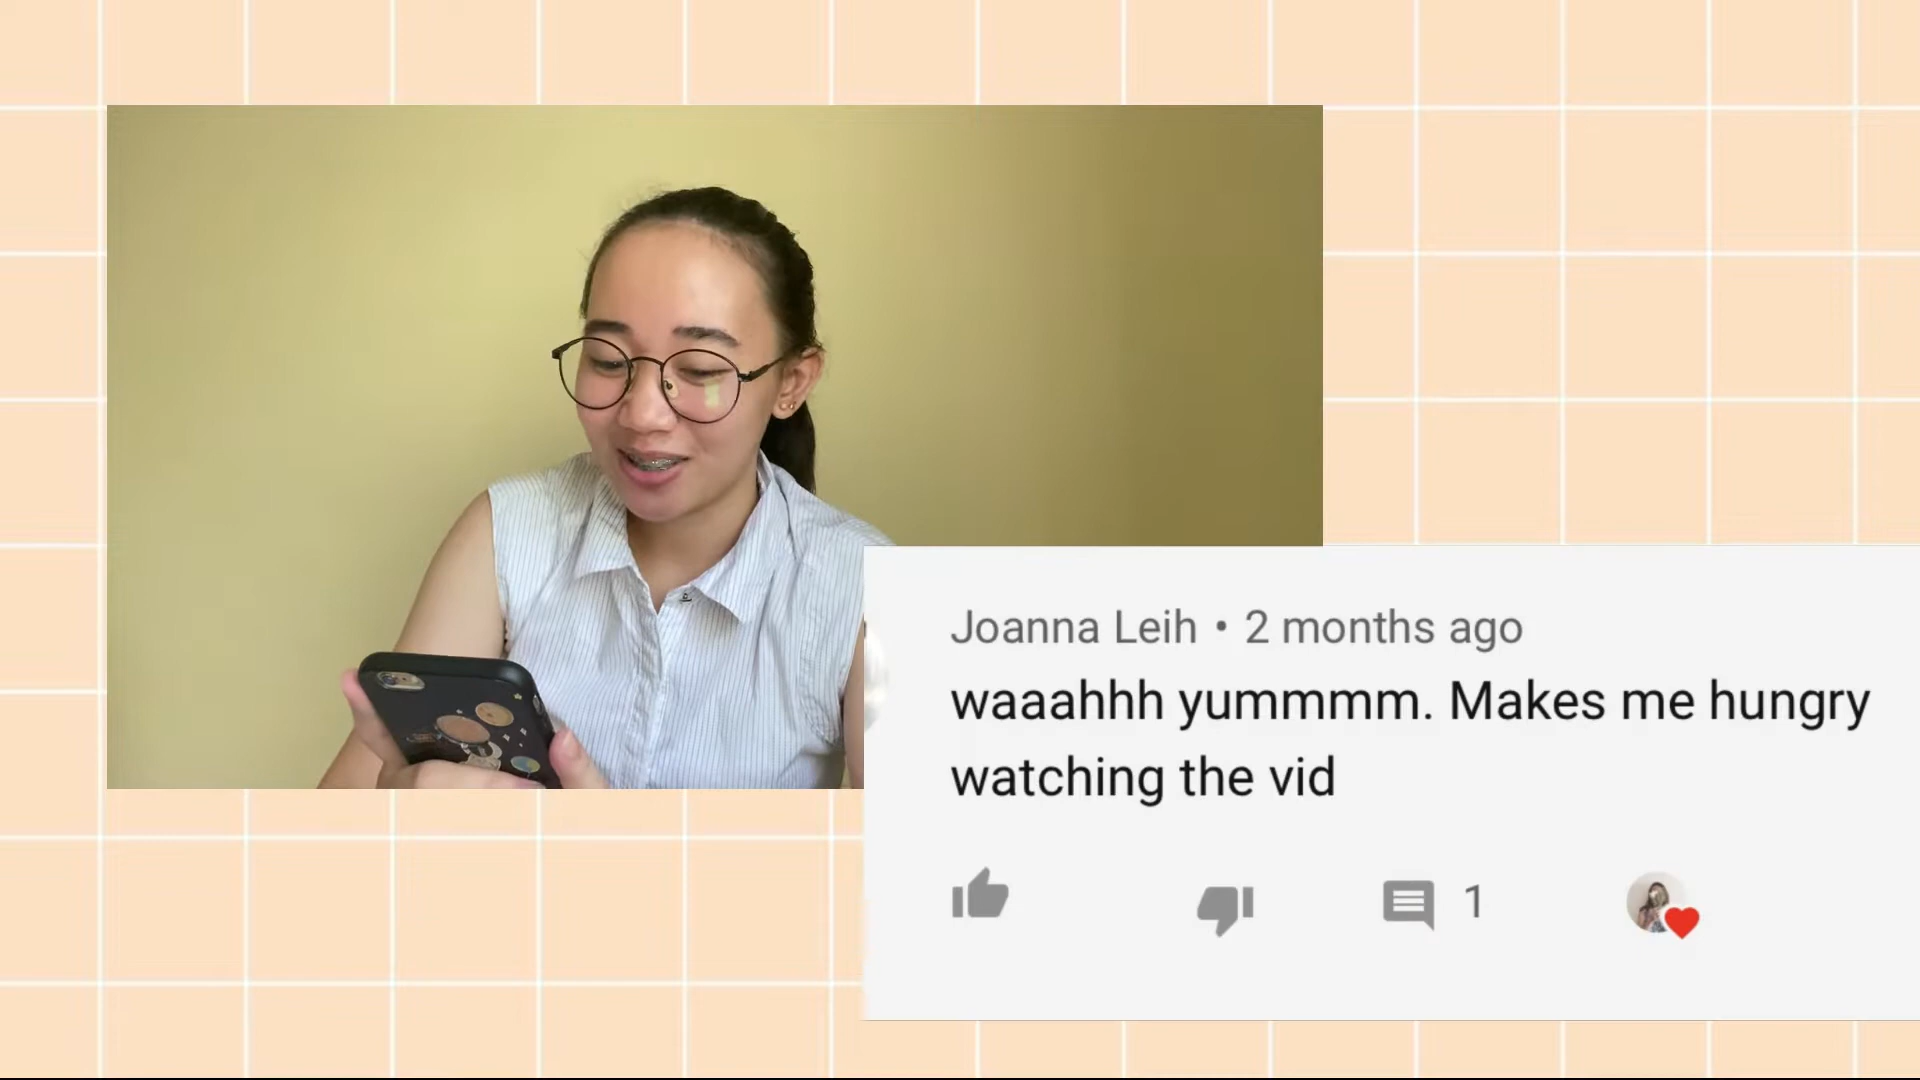 Joanna Leih • 2 months ago
waaahhh yummmm. Makes me hungry
watching the vid
1